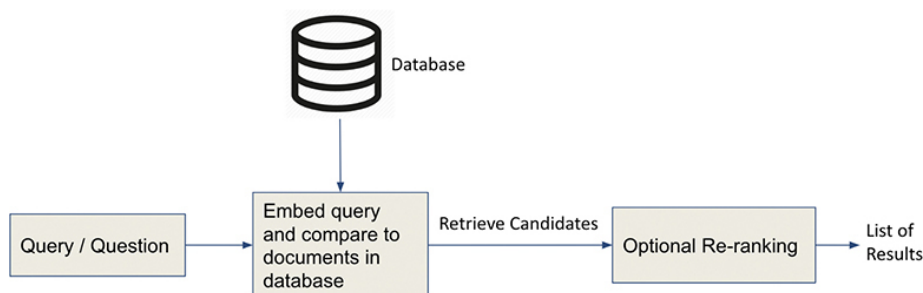 Database
Query / Question
Embed query
and compare to
documents in
database
Retrieve Candidates
Optional Re-ranking
List of
Results